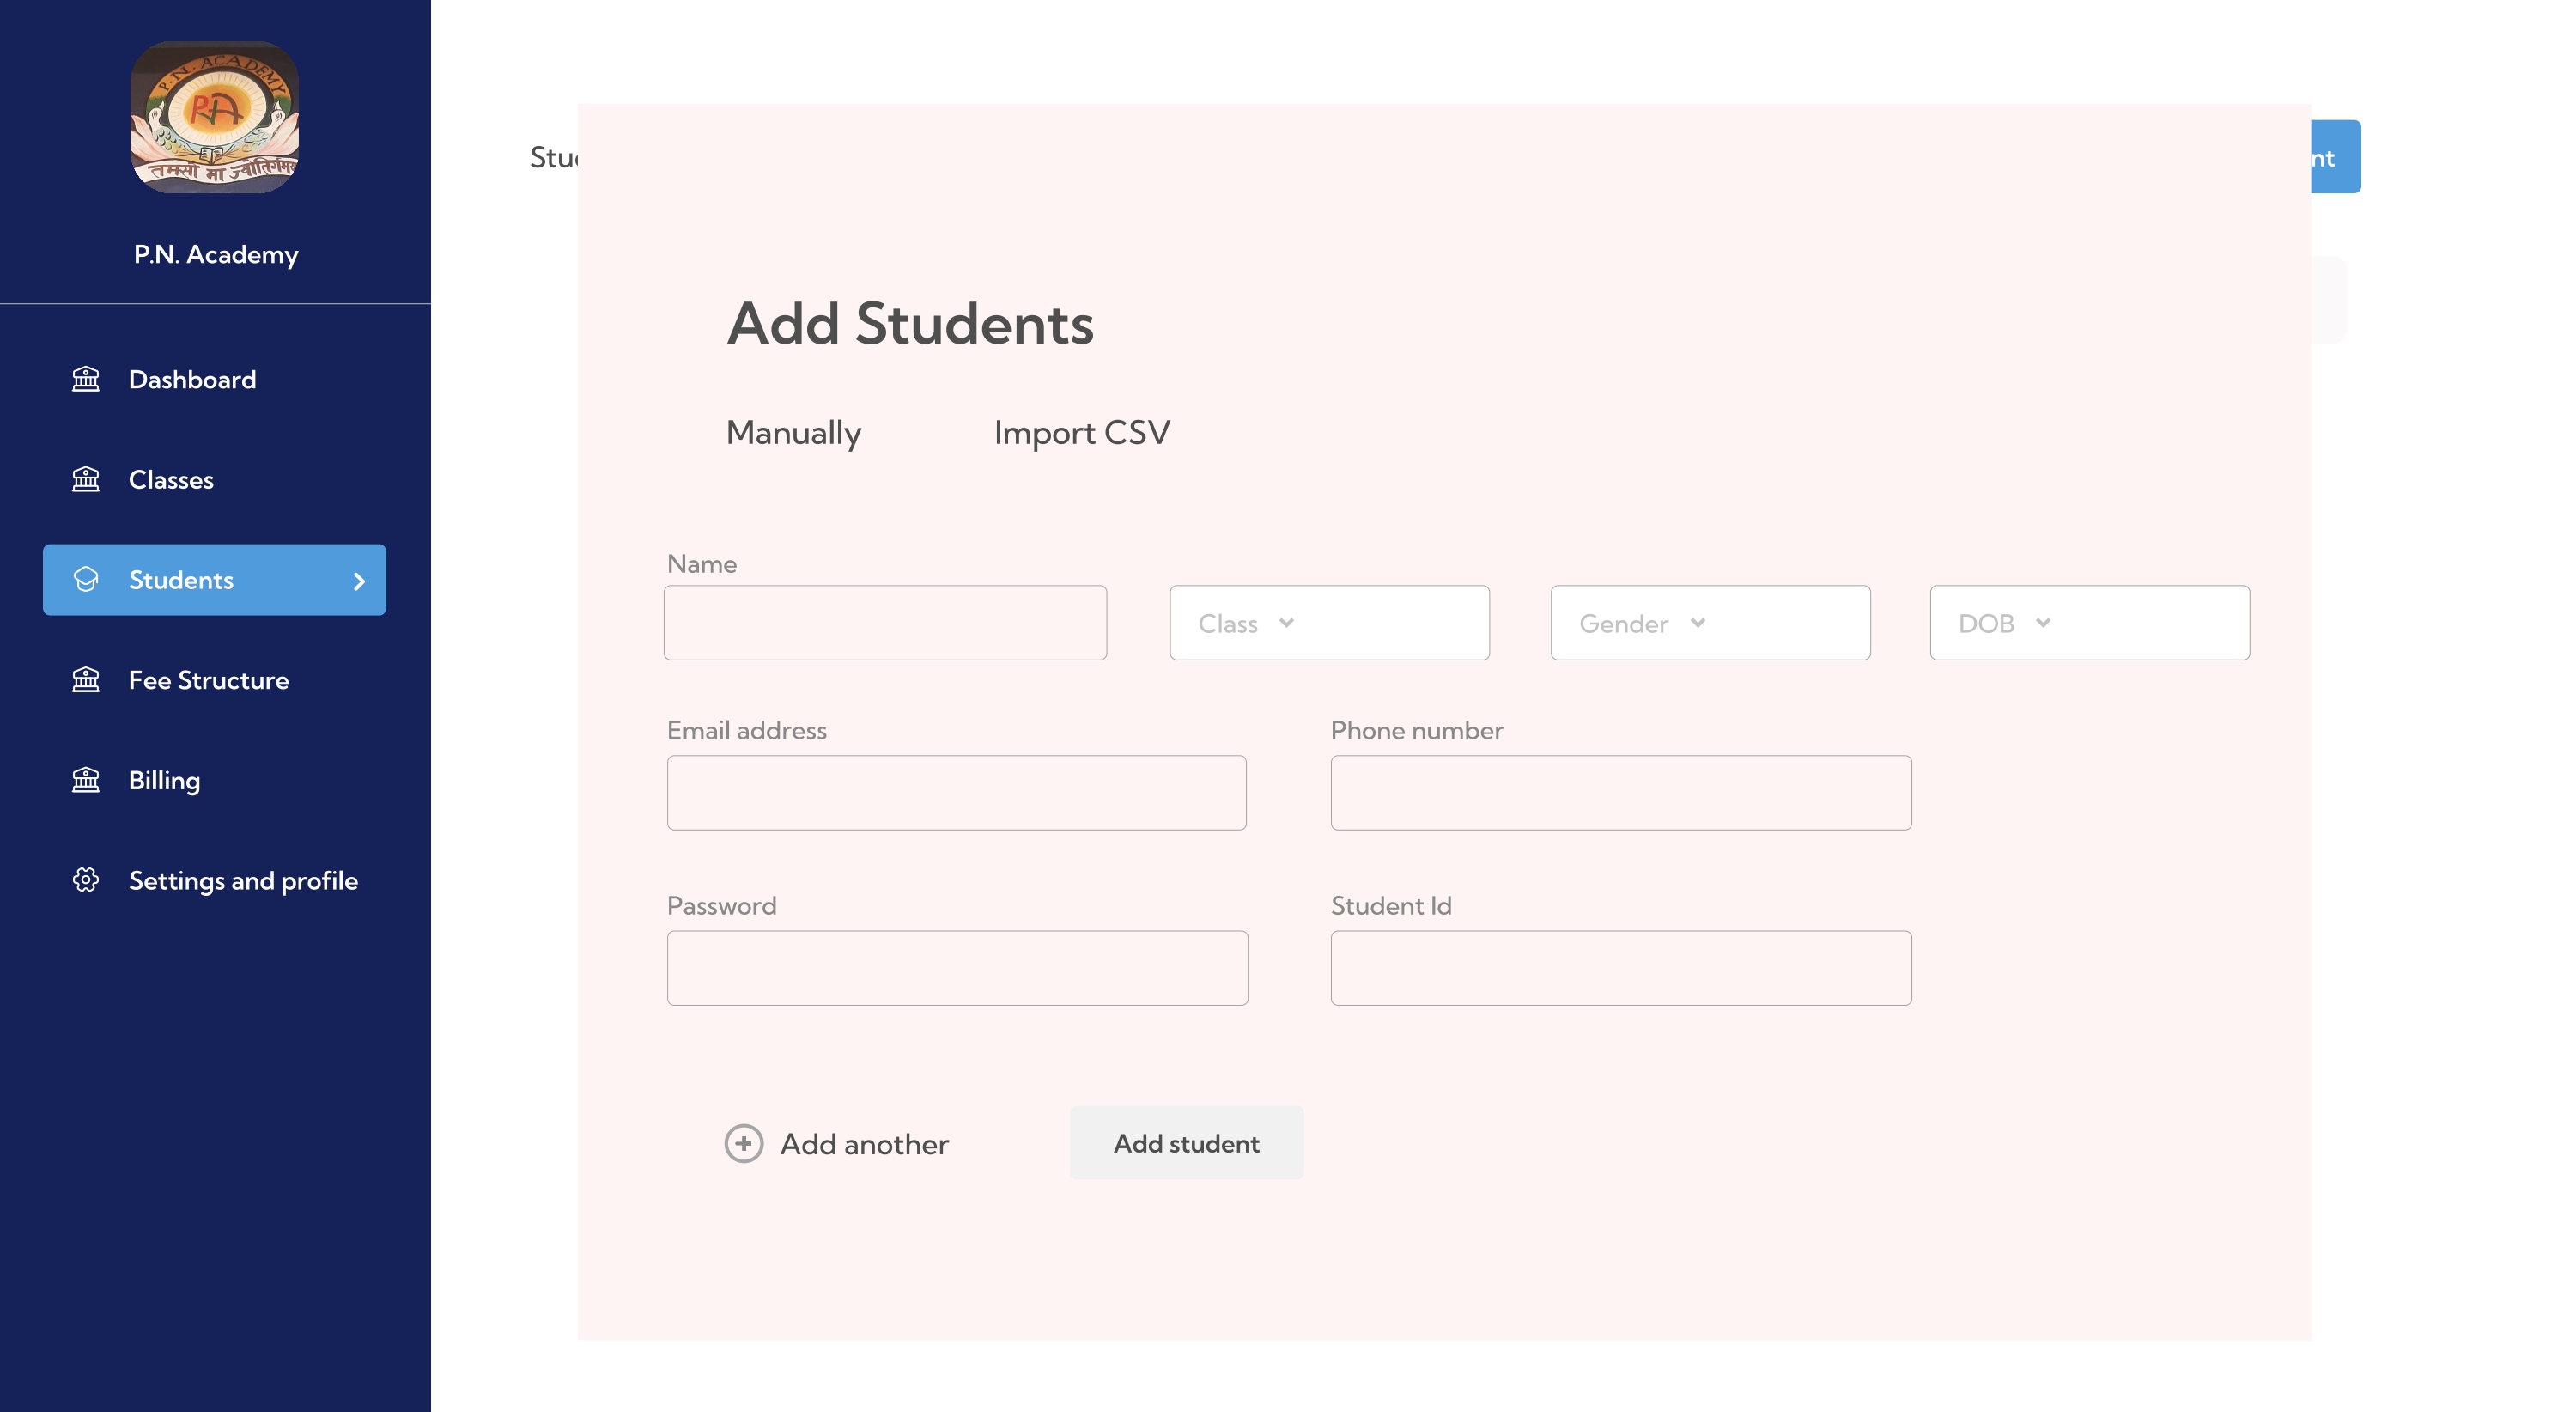 P.N. ACADEMY
PA
तमसो मा ज्योतिर्गमय
P.N. Academy
Dashboard
Classes
Students
Fee Structure
Billing
Settings and profile
Stu
nt
Add Students
Manually Import CSV
Name
Class Gender DOB
Email address Phone number
Password Student Id
Add another Add student